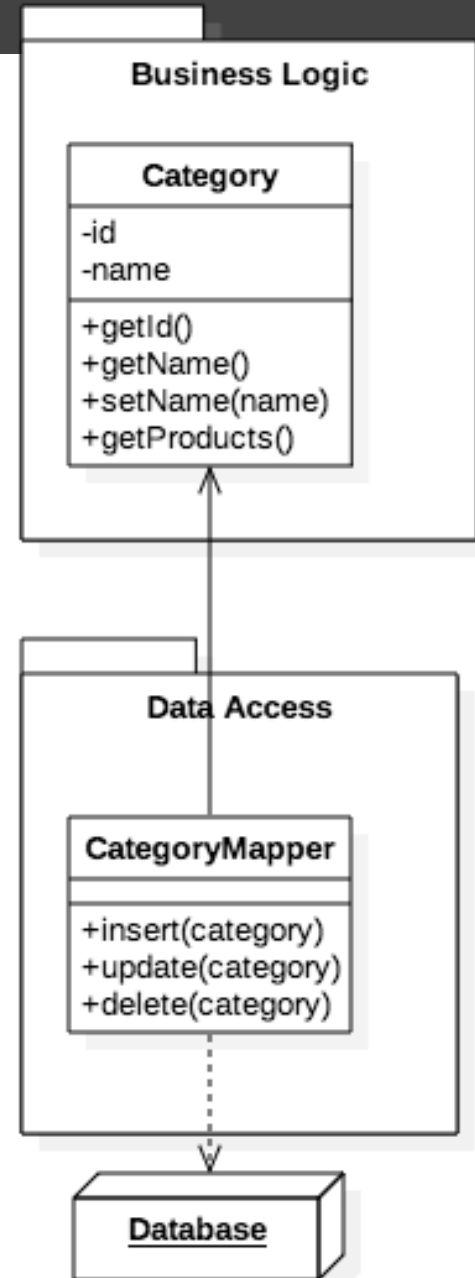 Business Logic
Category
-id
-name
+getId()
+getName()
+setName(name)
+getProducts()
Data Access
CategoryMapper
+insert(category)
+update(category)
+delete(category)
Database